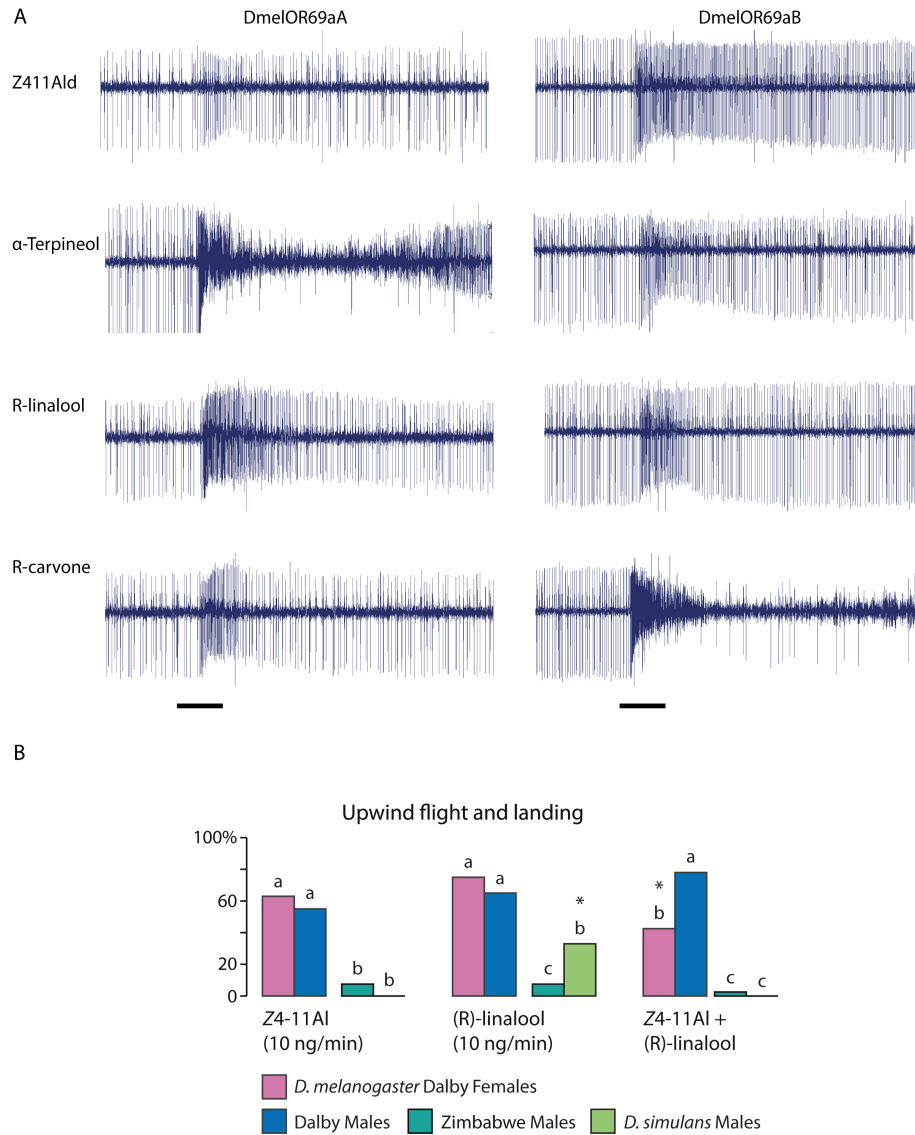 A
DmelOR69aA
DmelOR69aB
Z411Ald
α-Terpineol
R-linalool
R-carvone
B
Upwind flight and landing
100%
60
20
0
a
a
b
b
a
a
c
*
b
*
b
a
c
c
Z4-11Al
(10 ng/min)
(R)-linalool
(10 ng/min)
Z4-11Al +
(R)-linalool
D. melanogaster Dalby Females
Dalby Males
Zimbabwe Males
D. simulans Males